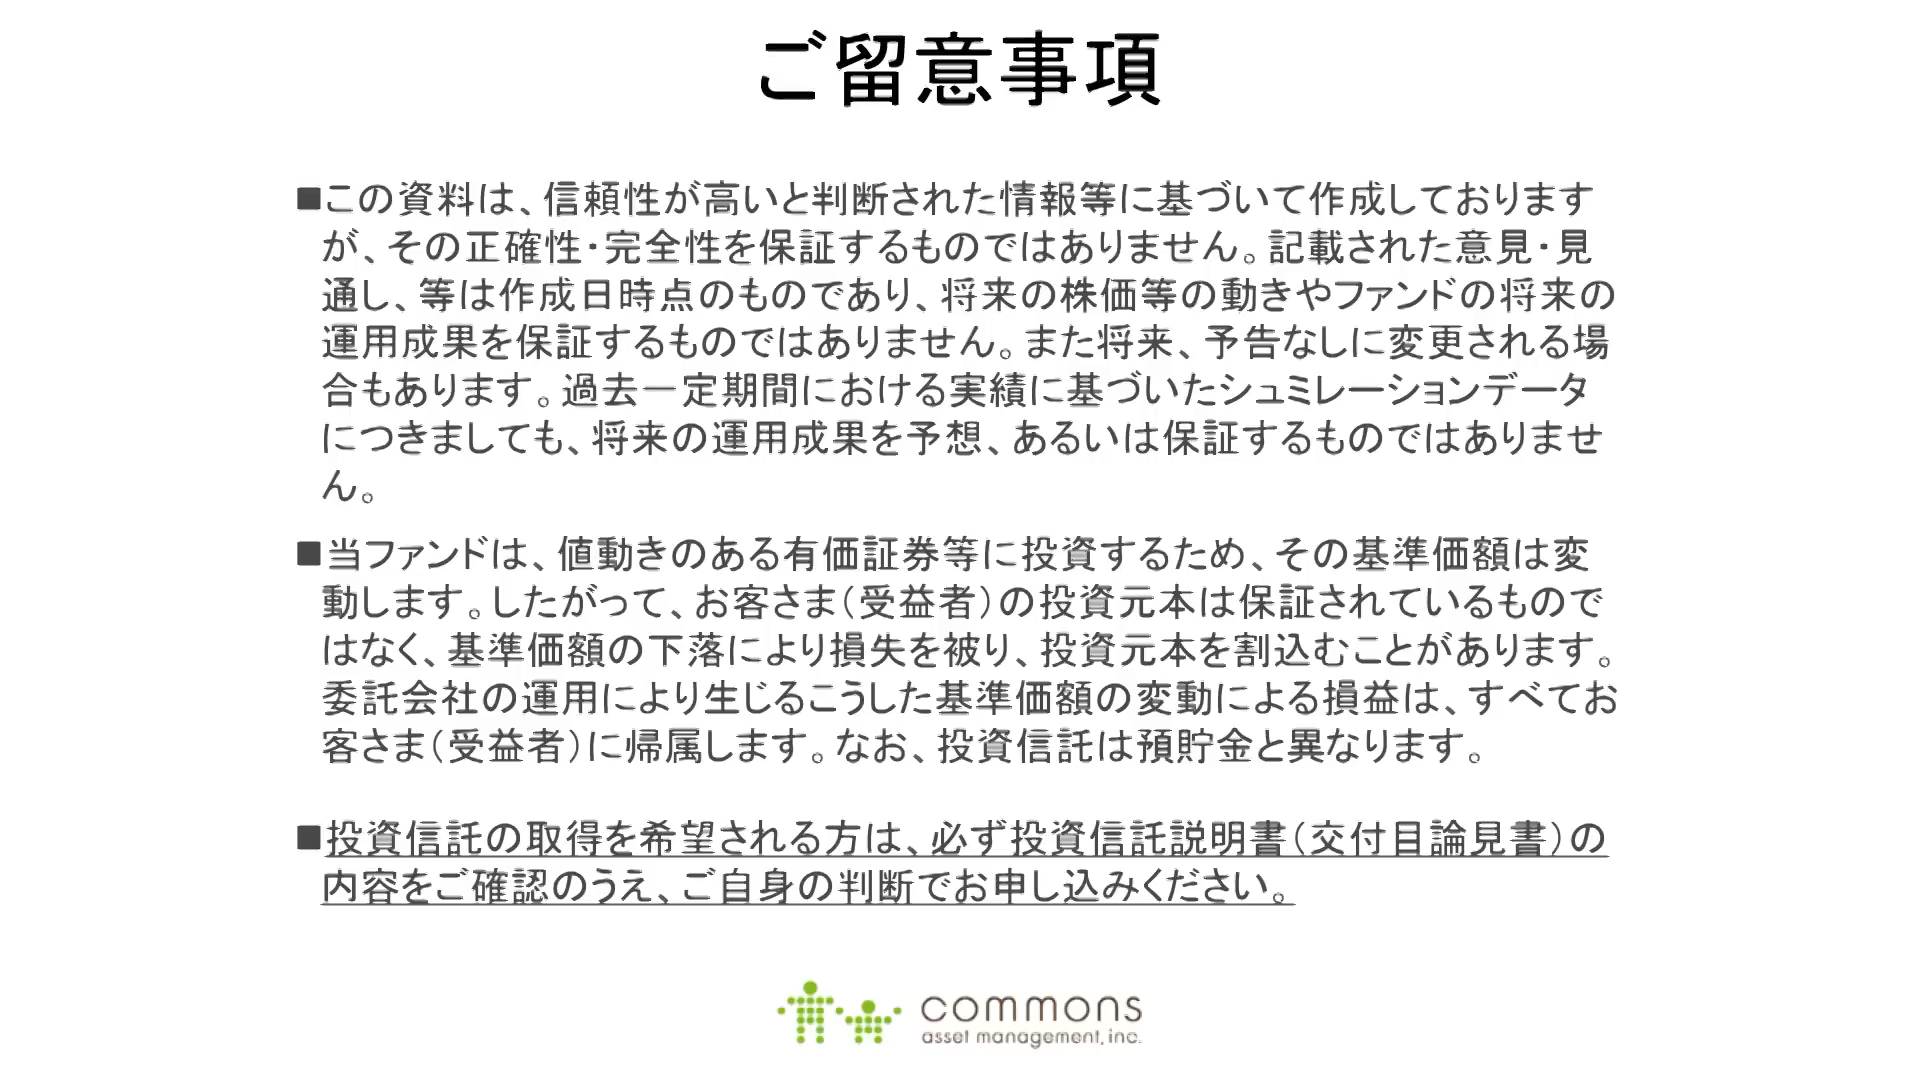 ご留意事項
■この資料は、信頼性が高いと判断された情報等に基づいて作成しております
が、その正確性・完全性を保証するものではありません。記載された意見・見
通し、等は作成日時点のものであり、将来の株価等の動きやファンドの将来の
運用成果を保証するものではありません。また将来、予告なしに変更される場
合もあります。過去一定期間における実績に基づいたシュミレーションデータ
につきましても、将来の運用成果を予想、あるいは保証するものではありませ
ん。
■当ファンドは、値動きのある有価証券等に投資するため、その基準価額は変
動します。したがって、お客さま（受益者）の投資元本は保証されているもので
はなく、基準価額の下落により損失を被り、投資元本を割込むことがあります。
委託会社の運用により生じるこうした基準価額の変動による損益は、すべてお
客さま（受益者）に帰属します。なお、投資信託は預貯金と異なります。
■投資信託の取得を希望される方は、必ず投資信託説明書（交付目論見書）の
内容をご確認のうえ、ご自身の判断でお申し込みください。
commons
asset management, inc.